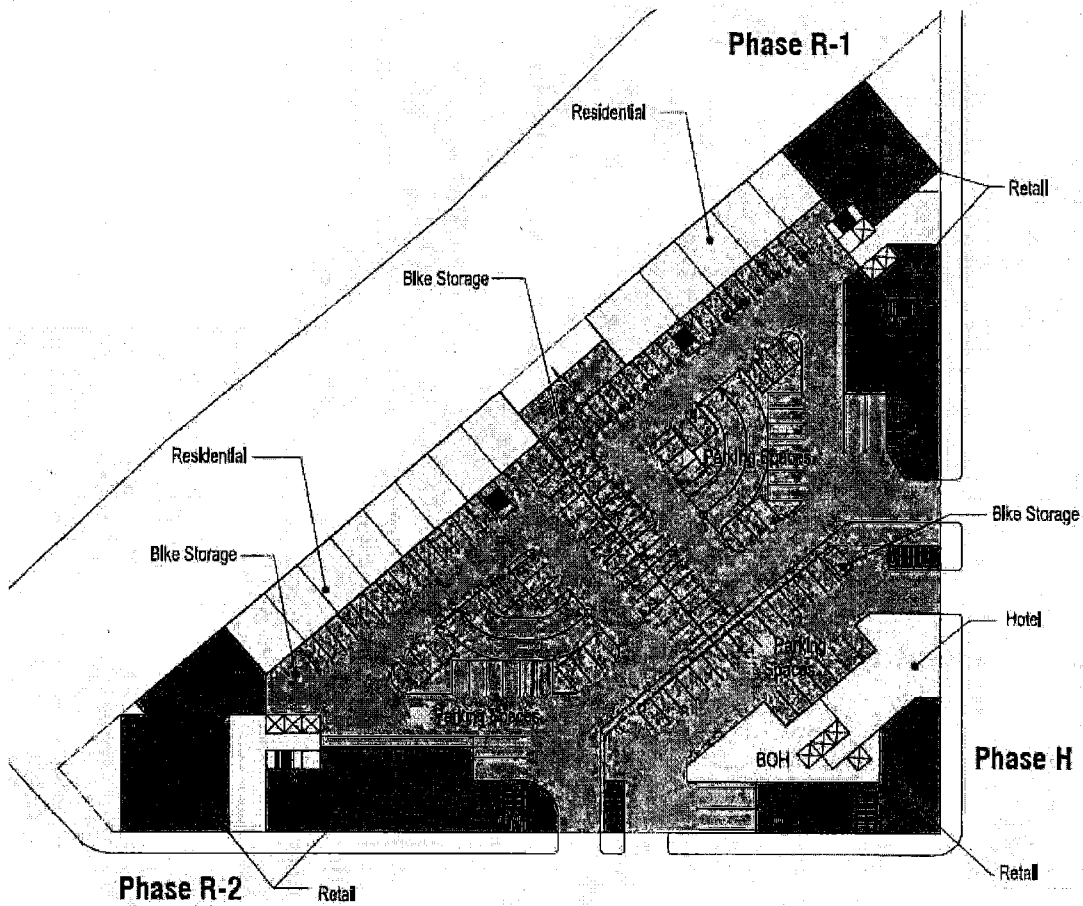 Phase R-1
Residential
Retail
Bike Storage
Parking Spaces
Residential
Bike Storage
Bike Storage
Hotel
Parking
Spaces
Parking Spaces
BOH
Phase H
Retail
Phase R-2
Retail